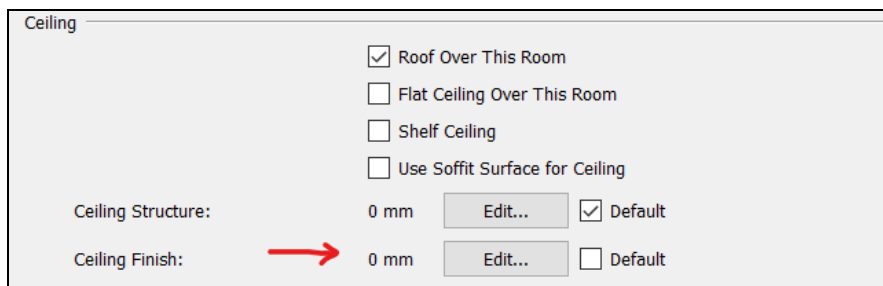 Ceiling
Roof Over This Room
Flat Ceiling Over This Room
Shelf Ceiling
Use Soffit Surface for Ceiling
Ceiling Structure: 0 mm Edit... Default
Ceiling Finish: 0 mm Edit... Default